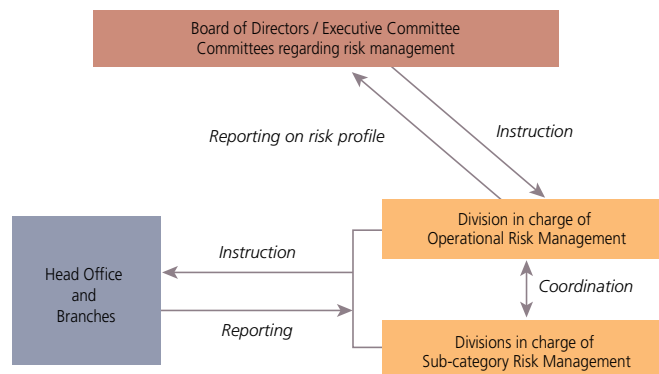 Board of Directors / Executive Committee
Committees regarding risk management
Reporting on risk profile
Instruction
Division in charge of
Operational Risk Management
Instruction
Head Office
and
Branches
Coordination
Reporting
Divisions in charge of
Sub-category Risk Management